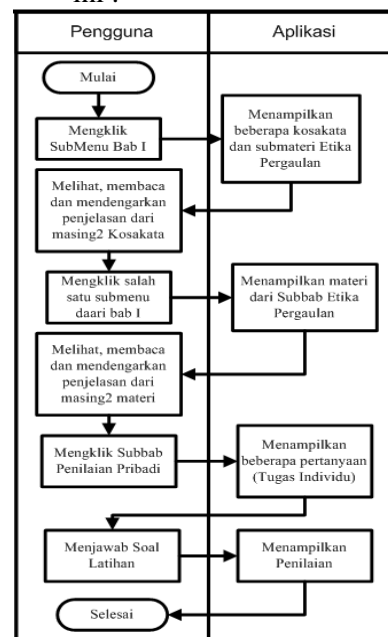 ini :
Pengguna
Aplikasi
Mulai
Mengklik
SubMenu Bab I
Menampilkan
beberapa kosakata
dan submateri Etika
Pergaulan
Melihat, membaca
dan mendengarkan
penjelasan dari
masing2 Kosakata
Mengklik salah
satu submenu
daari bab I
Menampilkan materi
dari Subbab Etika
Pergaulan
Melihat, membaca
dan mendengarkan
penjelasan dari
masing2 materi
Mengklik Subbab
Penilaian Pribadi
Menampilkan
beberapa pertanyaan
(Tugas Individu)
Menjawab Soal
Latihan
Menampilkan
Penilaian
Selesai